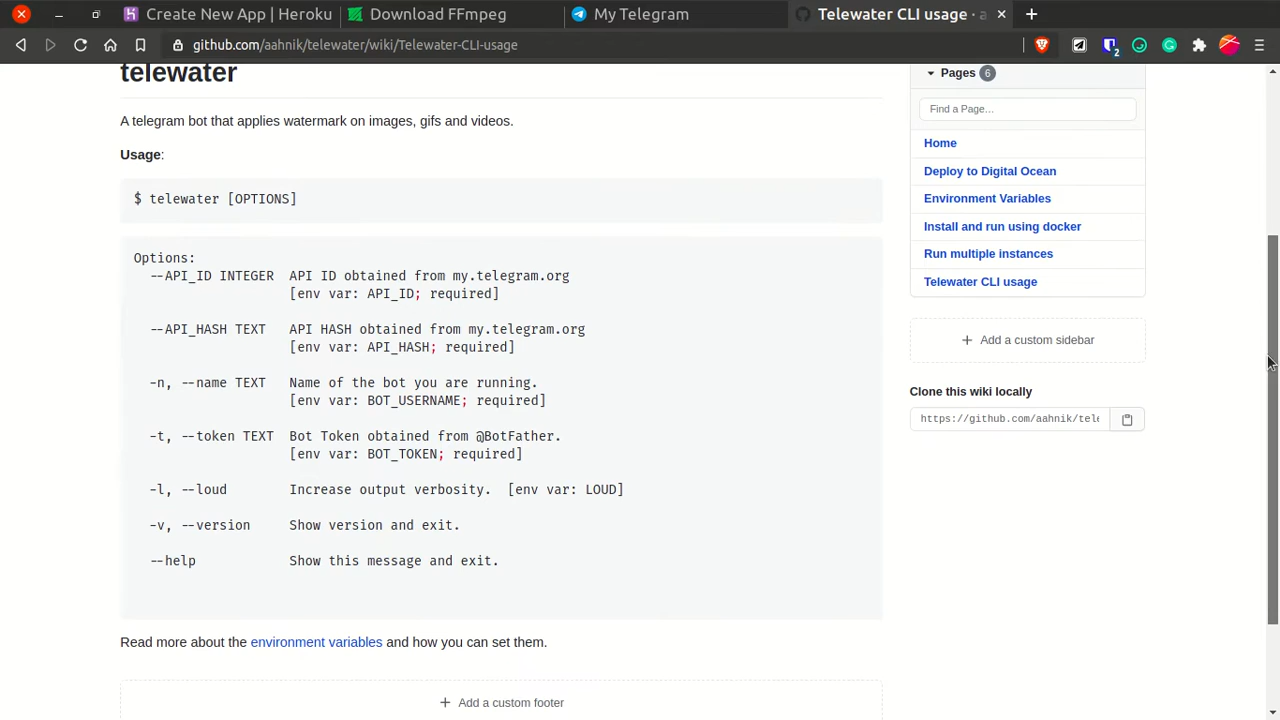 Create New App | Heroku
Download FFmpeg
My Telegram
Telewater CLI usage · a
github.com/aahnik/telewater/wiki/Telewater-CLI-usage
2
telewater
A telegram bot that applies watermark on images, gifs and videos.
Usage:
$ telewater [OPTIONS]
Options:
--API_ID INTEGER API ID obtained from my.telegram.org
[env var: API_ID; required]
--API_HASH TEXT API HASH obtained from my.telegram.org
[env var: API_HASH; required]
-n, --name TEXT Name of the bot you are running.
[env var: BOT_USERNAME; required]
-t, --token TEXT Bot Token obtained from @BotFather.
[env var: BOT_TOKEN; required]
-l, --loud Increase output verbosity. [env var: LOUD]
-v, --version Show version and exit.
--help Show this message and exit.
Read more about the environment variables and how you can set them.
Add a custom footer
Pages 6
Find a Page…
Home
Deploy to Digital Ocean
Environment Variables
Install and run using docker
Run multiple instances
Telewater CLI usage
Add a custom sidebar
Clone this wiki locally
https://github.com/aahnik/tele